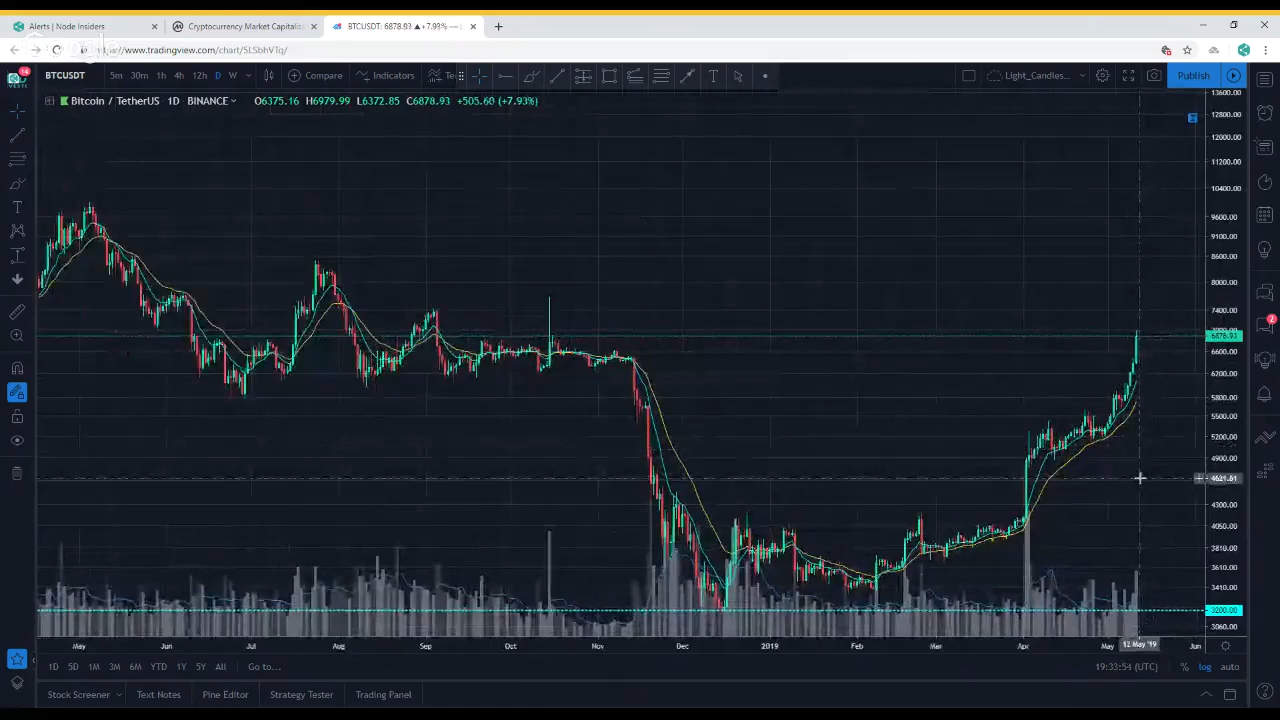 Alerts | Node Insiders
Cryptocurrency Market Capitaliz
BTCUSDT: 6878.93 ▲ +7.93% —
www.tradingview.com/chart/
BTCUSDT
5m 30m 1h 4h 12h D W
Compare
Indicators
Light_Candles...
Publish
14
Bitcoin / TetherUS 1D BINANCE
O6375.16 H6979.99 L6372.85 C6878.93 +505.60 (+7.93%)
13600.00
12800.00
12000.00
11200.00
10400.00
9600.00
9100.00
8600.00
8000.00
7400.00
6878.93
6600.00
6200.00
5800.00
5500.00
5200.00
4900.00
4300.00
4050.00
3810.00
3610.00
3410.00
3200.00
3060.00
2
May Jun Jul Aug Sep Oct Nov Dec 2019 Feb Mar Apr May 12 May '19 Jun
1D 5D 1M 3M 6M YTD 1Y 5Y All Go to...
19:33:54 (UTC) % log auto
Stock Screener Text Notes Pine Editor Strategy Tester Trading Panel